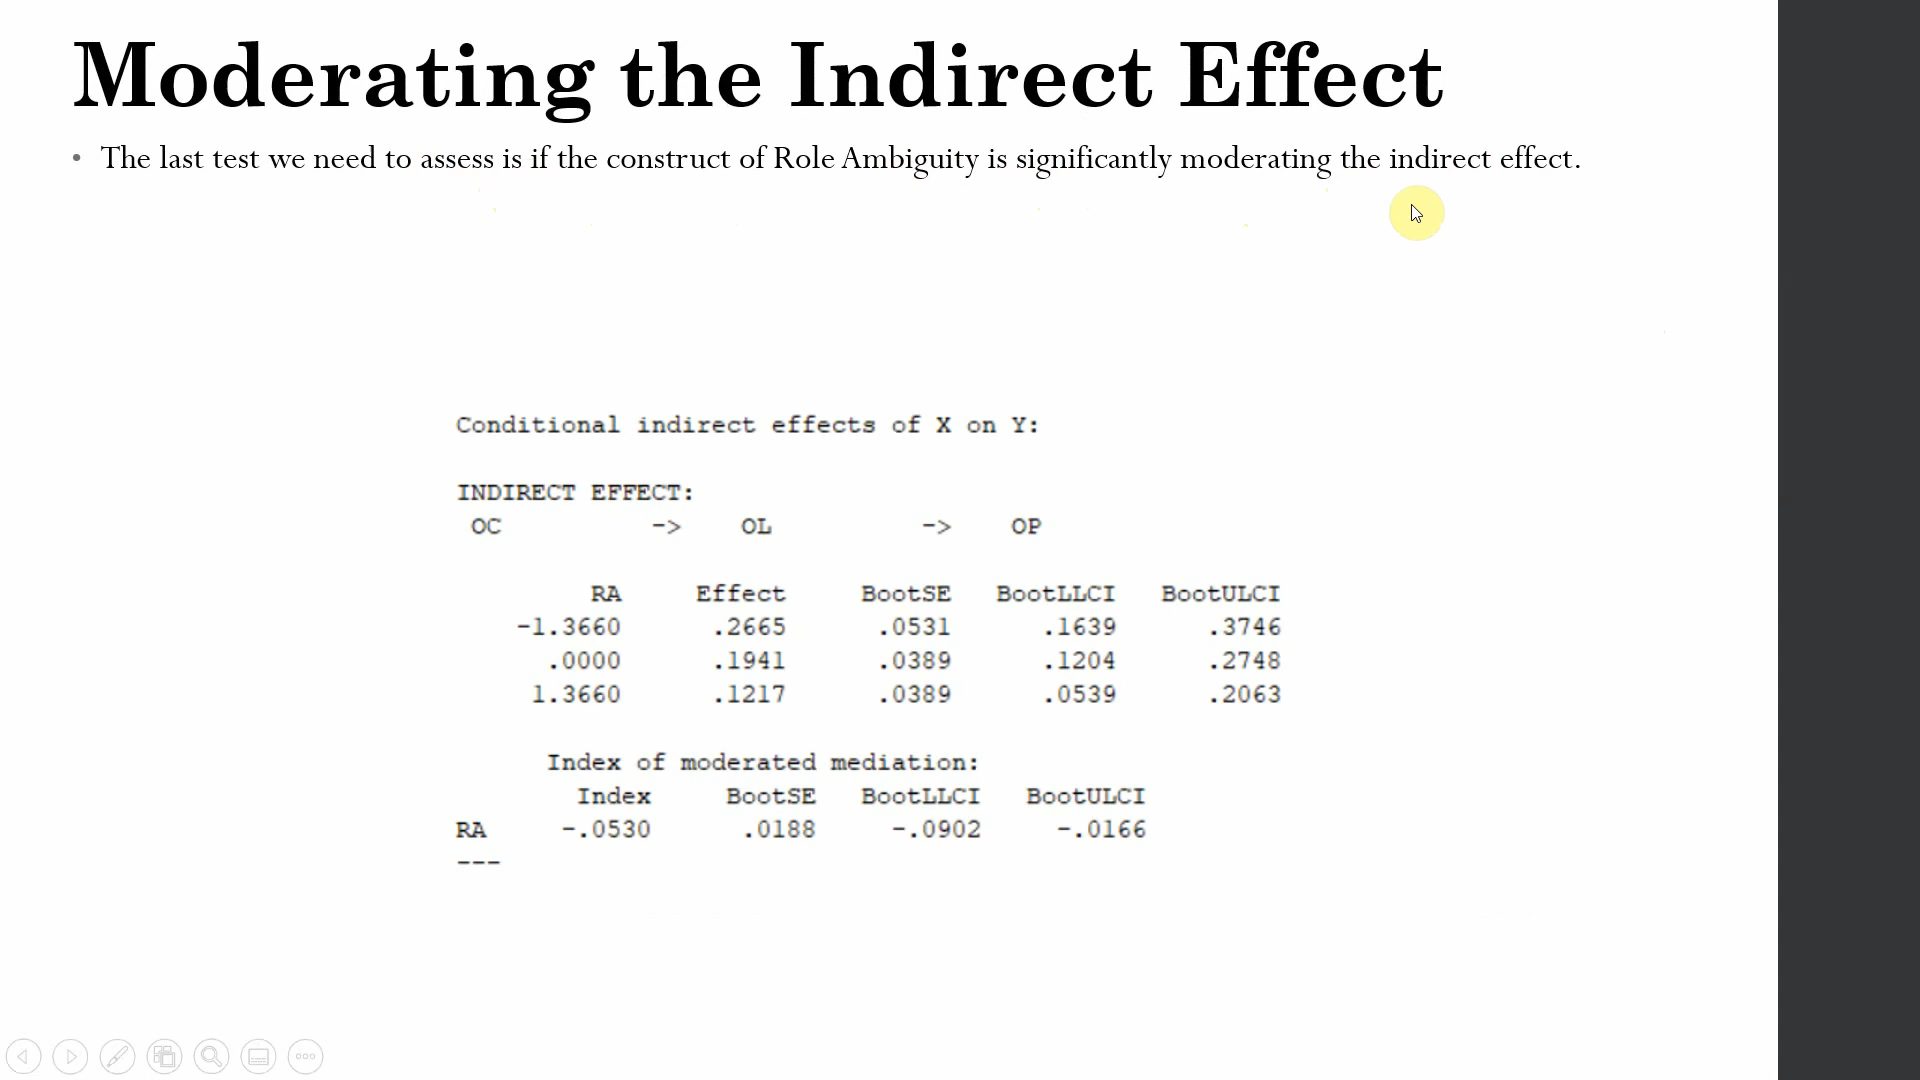 Moderating the Indirect Effect
• The last test we need to assess is if the construct of Role Ambiguity is significantly moderating the indirect effect.
Conditional indirect effects of X on Y:
INDIRECT EFFECT:
OC -> OL -> OP
RA Effect BootSE BootLLCI BootULCI
-1.3660 .2665 .0531 .1639 .3746
.0000 .1941 .0389 .1204 .2748
1.3660 .1217 .0389 .0539 .2063
Index of moderated mediation:
Index BootSE BootLLCI BootULCI
RA -.0530 .0188 -.0902 -.0166
---